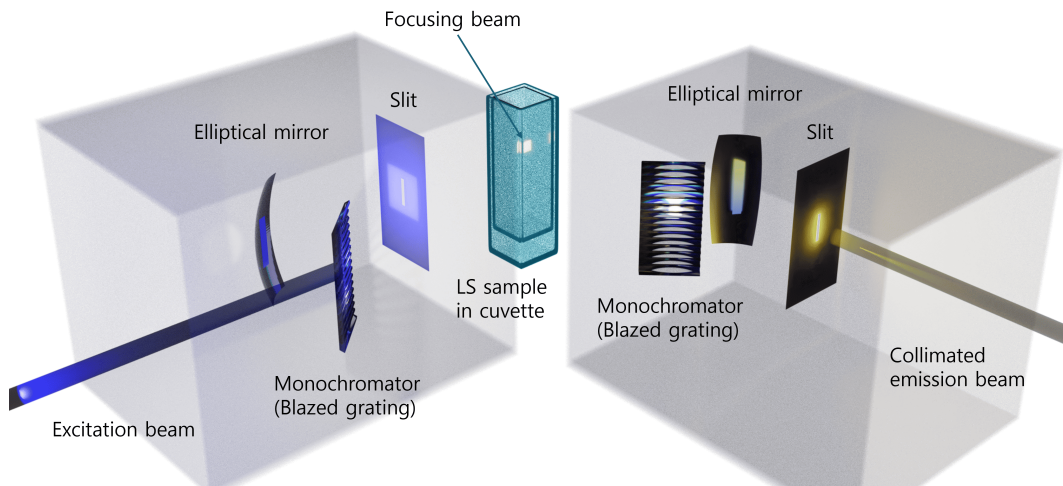 Focusing beam
Slit
Elliptical mirror
LS sample
in cuvette
Monochromator
(Blazed grating)
Excitation beam
Elliptical mirror
Slit
Monochromator
(Blazed grating)
Collimated
emission beam